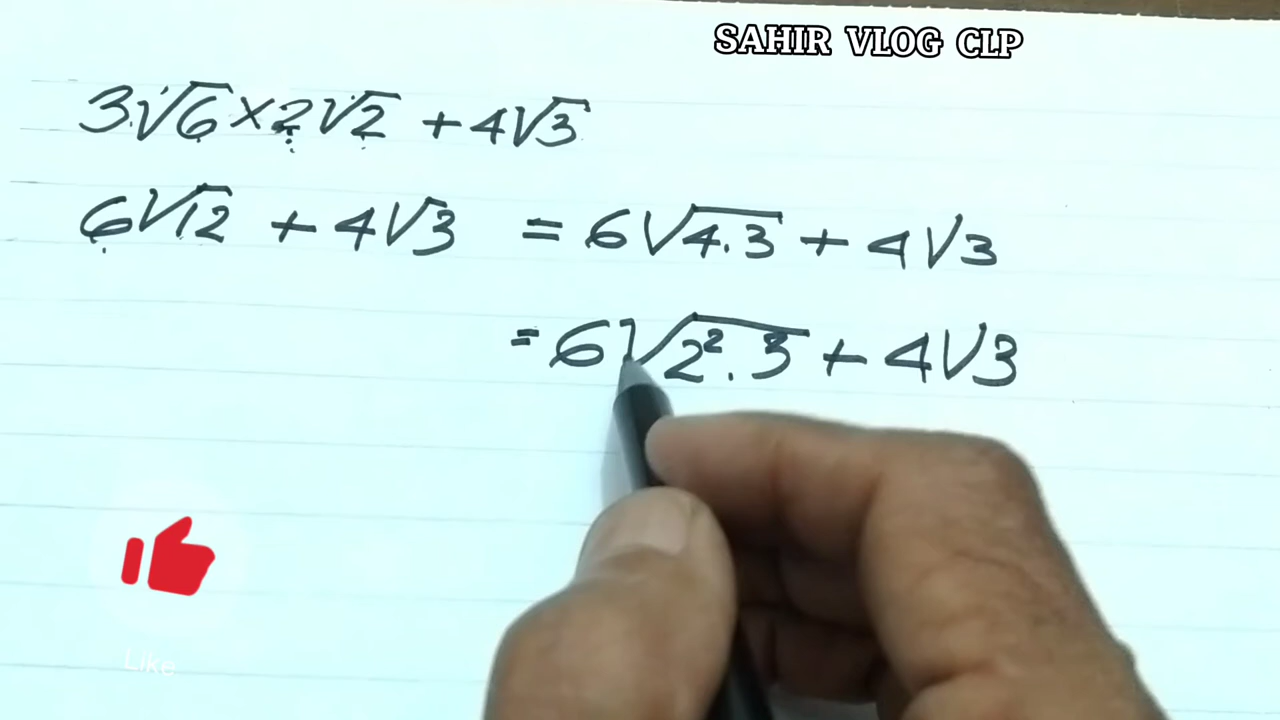 SAHIR VLOG CLP
3√6 × 2√2 + 4√3
6√12 + 4√3 = 6√4.3 + 4√3
= 6√2².3 + 4√3
Like